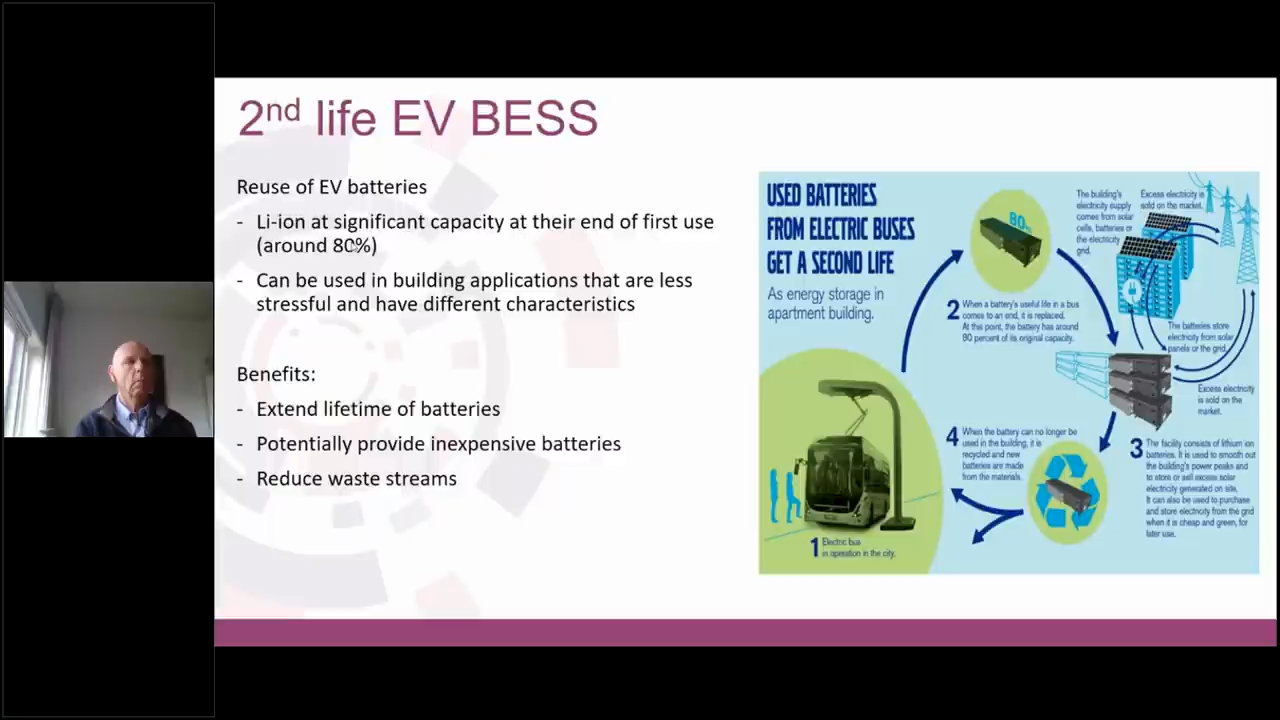 2nd life EV BESS
Reuse of EV batteries
- Li-ion at significant capacity at their end of first use
(around 80%)
- Can be used in building applications that are less
stressful and have different characteristics
Benefits:
- Extend lifetime of batteries
- Potentially provide inexpensive batteries
- Reduce waste streams
USED BATTERIES
FROM ELECTRIC BUSES
GET A SECOND LIFE
As energy storage in
apartment building.
1 Electric bus
in operation in the city.
80%
2 When a battery's useful life in a bus
comes to an end, it is replaced.
At this point, the battery has around
80 percent of its original capacity.
The building's
electricity supply
comes from solar
cells, batteries or
the electricity
grid.
Excess electricity is
sold on the market.
The batteries store
electricity from solar
panels or the grid.
Excess electricity
is sold on the
market.
3 The facility consists of lithium ion
batteries. It is used to smooth out
the building's power peaks and
to store or sell excess solar
electricity generated on site.
It can also be used to purchase
and store electricity from the grid
when it is cheap and green, for
later use.
4 When the battery can no longer be
used in the building, it is
recycled and new
batteries are made
from the materials.